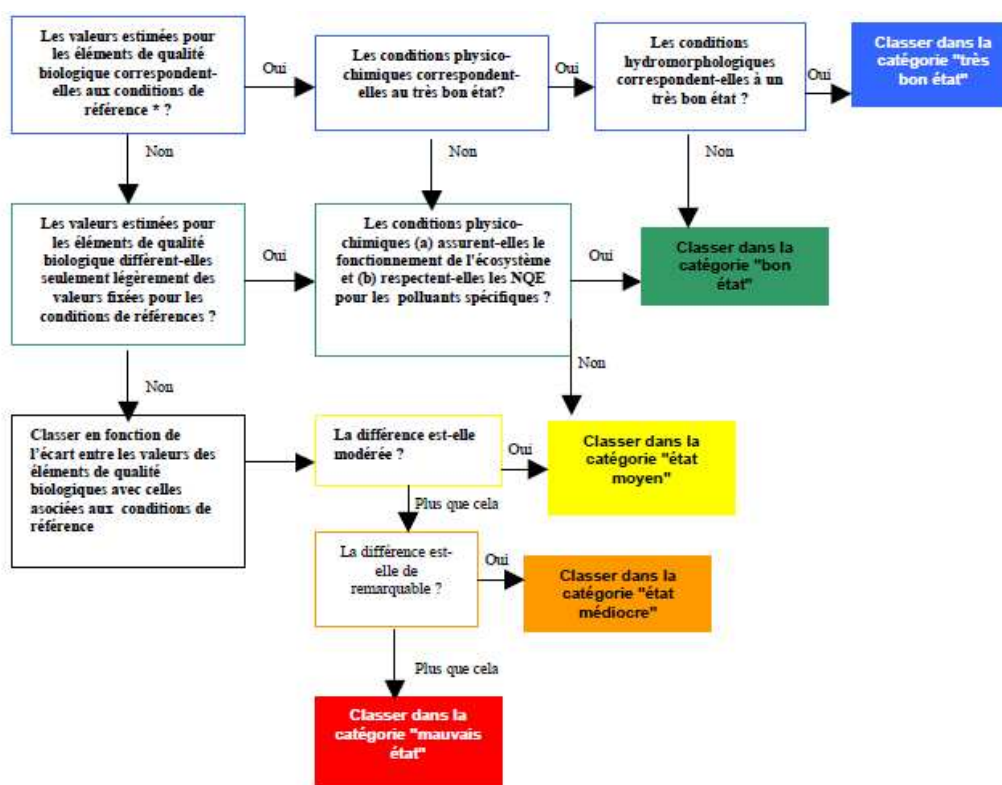 Les valeurs estimées pour
les éléments de qualité
biologique correspondent-
elles aux conditions de
référence * ?
Oui
Les conditions physico-
chimiques correspondent-
elles au très bon état?
Oui
Les conditions
hydromorphologiques
correspondent-elles à un
très bon état ?
Oui
Classer dans la
catégorie "très
bon état"
Non
Non
Non
Les valeurs estimées pour
les éléments de qualité
biologique diffèrent-elles
seulement légèrement des
valeurs fixées pour les
conditions de références ?
Oui
Les conditions physico-
chimiques (a) assurent-elles le
fonctionnement de l'écosystème
et (b) respectent-elles les NQE
pour les polluants spécifiques ?
Oui
Classer dans la
catégorie "bon
état"
Non
Non
Classer en fonction de
l'écart entre les valeurs des
éléments de qualité
biologiques avec celles
asociées aux conditions de
référence
La différence est-elle
modérée ?
Oui
Classer dans la
catégorie "état
moyen"
Plus que cela
La différence est-
elle de
remarquable ?
Oui
Classer dans la
catégorie "état
médiocre"
Plus que cela
Classer dans la
catégorie "mauvais
état"